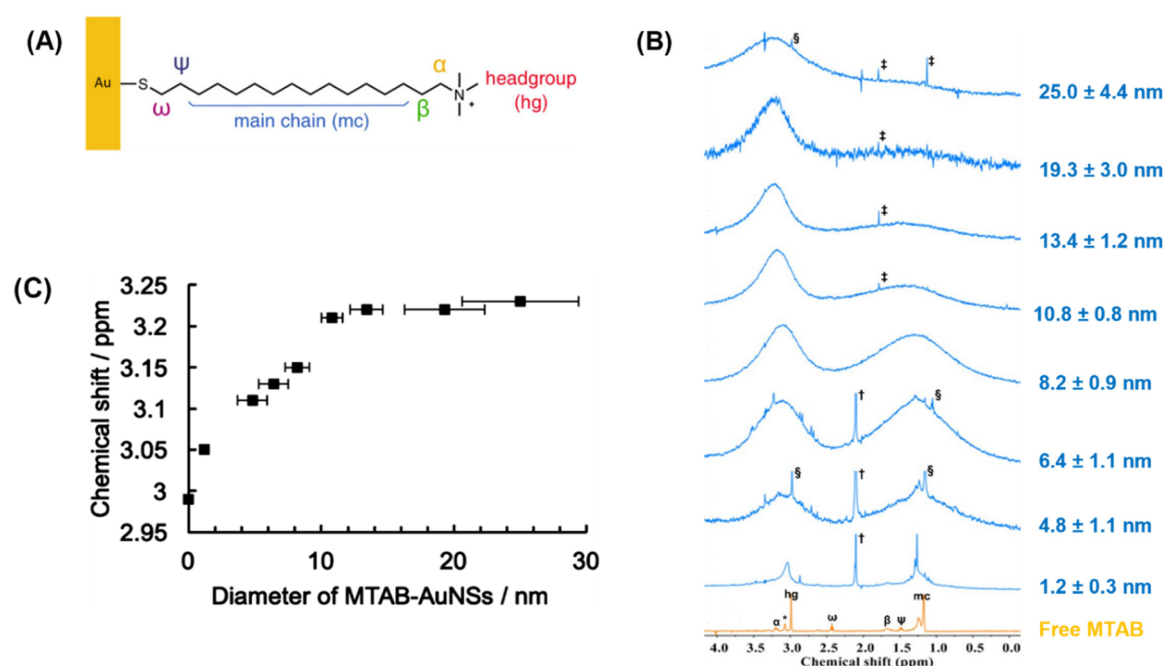 (A)
Au
S
ψ
ω
main chain (mc)
α
β
N
+
headgroup
(hg)
(B)
§
‡
‡
25.0 ± 4.4 nm
‡
19.3 ± 3.0 nm
‡
13.4 ± 1.2 nm
‡
10.8 ± 0.8 nm
8.2 ± 0.9 nm
†
§
6.4 ± 1.1 nm
§
†
§
4.8 ± 1.1 nm
†
1.2 ± 0.3 nm
hg
mc
α
*
ω
β
ψ
Free MTAB
4.0 3.5 3.0 2.5 2.0 1.5 1.0 0.5 0.0
Chemical shift (ppm)
(C)
Chemical shift / ppm
3.25
3.2
3.15
3.1
3.05
3
2.95
0 10 20 30
Diameter of MTAB-AuNSs / nm